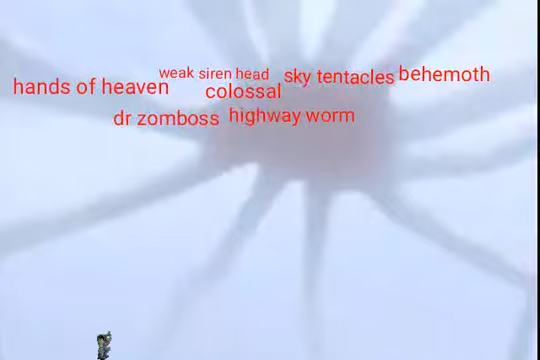 weak siren head
sky tentacles
behemoth
hands of heaven
colossal
dr zomboss
highway worm